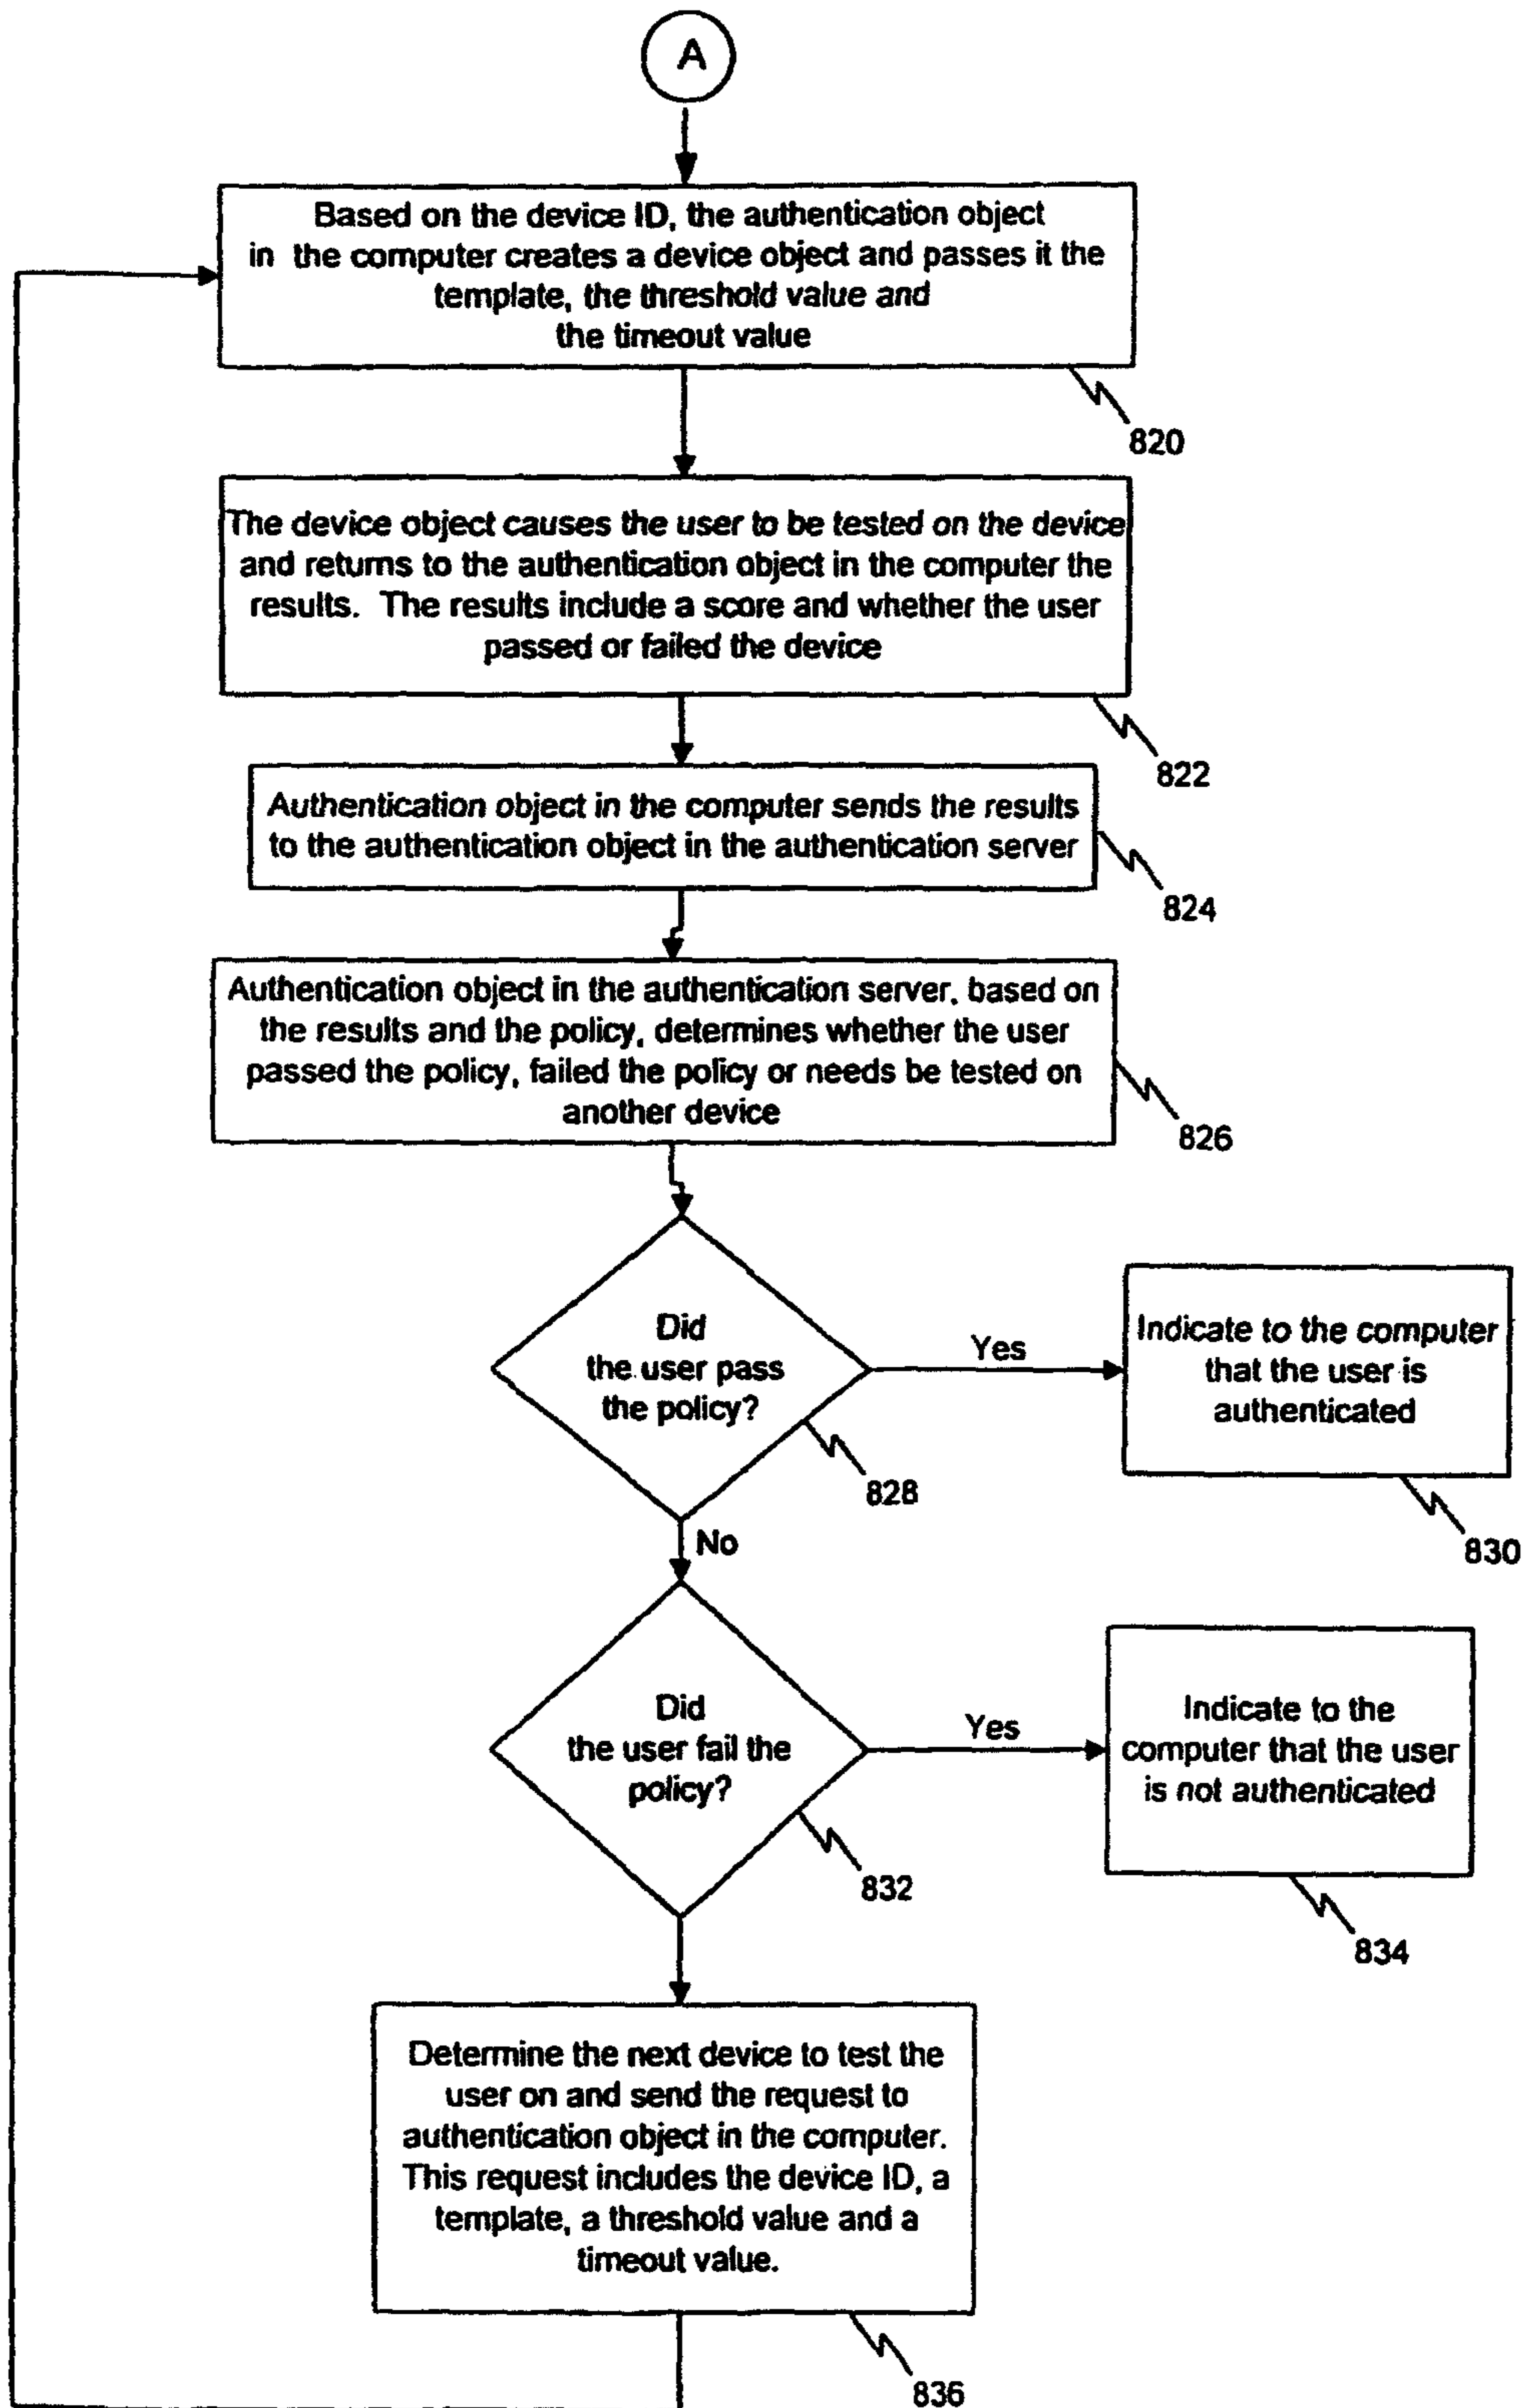 A
Based on the device ID, the authentication object
in the computer creates a device object and passes it the
template, the threshold value and
the timeout value
820
The device object causes the user to be tested on the device
and returns to the authentication object in the computer the
results. The results include a score and whether the user
passed or failed the device
822
Authentication object in the computer sends the results
to the authentication object in the authentication server
824
Authentication object in the authentication server, based on
the results and the policy, determines whether the user
passed the policy, failed the policy or needs be tested on
another device
826
Did
the user pass
the policy?
828
Yes
Indicate to the computer
that the user is
authenticated
830
No
Did
the user fail the
policy?
832
Yes
Indicate to the
computer that the user
is not authenticated
834
Determine the next device to test the
user on and send the request to
authentication object in the computer.
This request includes the device ID, a
template, a threshold value and a
timeout value.
836